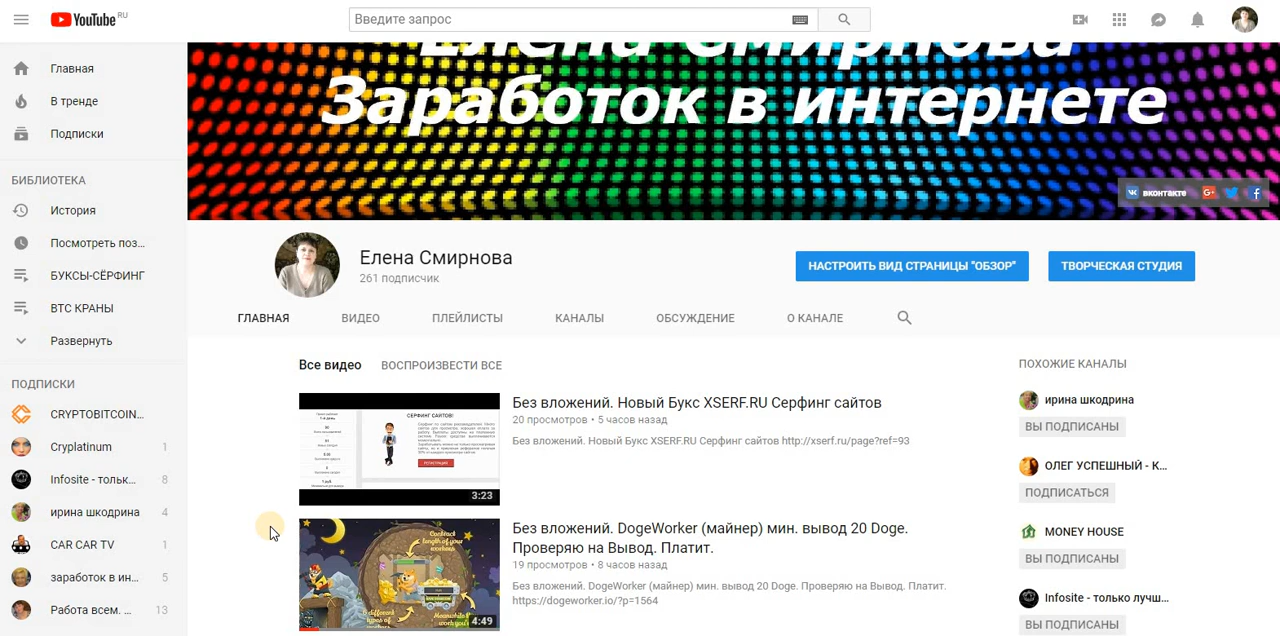 YouTube RU
Введите запрос
Елена Смирнова
Заработок в интернете
вконтакте
G+
Главная
В тренде
Подписки
БИБЛИОТЕКА
История
Посмотреть поз...
БУКСЫ-СЁРФИНГ
BTC КРАНЫ
Развернуть
ПОДПИСКИ
CRYPTOBITCOIN...
Cryplatinum 1
Infosite - тольк... 8
ирина шкодрина 4
CAR CAR TV 1
заработок в ин... 5
Работа всем. ... 13
Елена Смирнова
261 подписчик
НАСТРОИТЬ ВИД СТРАНИЦЫ "ОБЗОР"
ТВОРЧЕСКАЯ СТУДИЯ
ГЛАВНАЯ ВИДЕО ПЛЕЙЛИСТЫ КАНАЛЫ ОБСУЖДЕНИЕ О КАНАЛЕ
Все видео ВОСПРОИЗВЕСТИ ВСЕ
СЕРФИНГ САЙТОВ!
3:23
Без вложений. Новый Букс XSERF.RU Серфинг сайтов
20 просмотров • 5 часов назад
Без вложений. Новый Букс XSERF.RU Серфинг сайтов http://xserf.ru/page?ref=93
4:49
Без вложений. DogeWorker (майнер) мин. вывод 20 Doge.
Проверяю на Вывод. Платит.
19 просмотров • 8 часов назад
Без вложений. DogeWorker (майнер) мин. вывод 20 Doge. Проверяю на Вывод. Платит.
https://dogeworker.io/?p=1564
ПОХОЖИЕ КАНАЛЫ
ирина шкодрина
ВЫ ПОДПИСАНЫ
ОЛЕГ УСПЕШНЫЙ - К...
ПОДПИСАТЬСЯ
MONEY HOUSE
ВЫ ПОДПИСАНЫ
Infosite - только лучш...
ВЫ ПОДПИСАНЫ